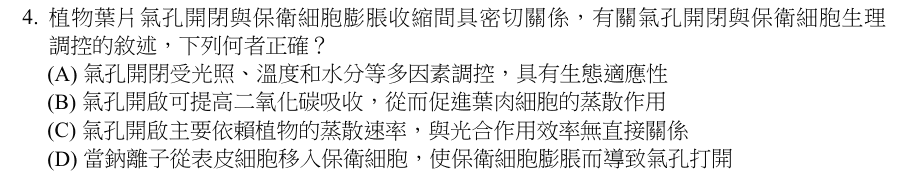 4. 植物葉片氣孔開閉與保衛細胞膨脹收縮間具密切關係，有關氣孔開閉與保衛細胞生理
調控的敘述，下列何者正確？
(A) 氣孔開閉受光照、溫度和水分等多因素調控，具有生態適應性
(B) 氣孔開啟可提高二氧化碳吸收，從而促進葉肉細胞的蒸散作用
(C) 氣孔開啟主要依賴植物的蒸散速率，與光合作用效率無直接關係
(D) 當鈉離子從表皮細胞移入保衛細胞，使保衛細胞膨脹而導致氣孔打開